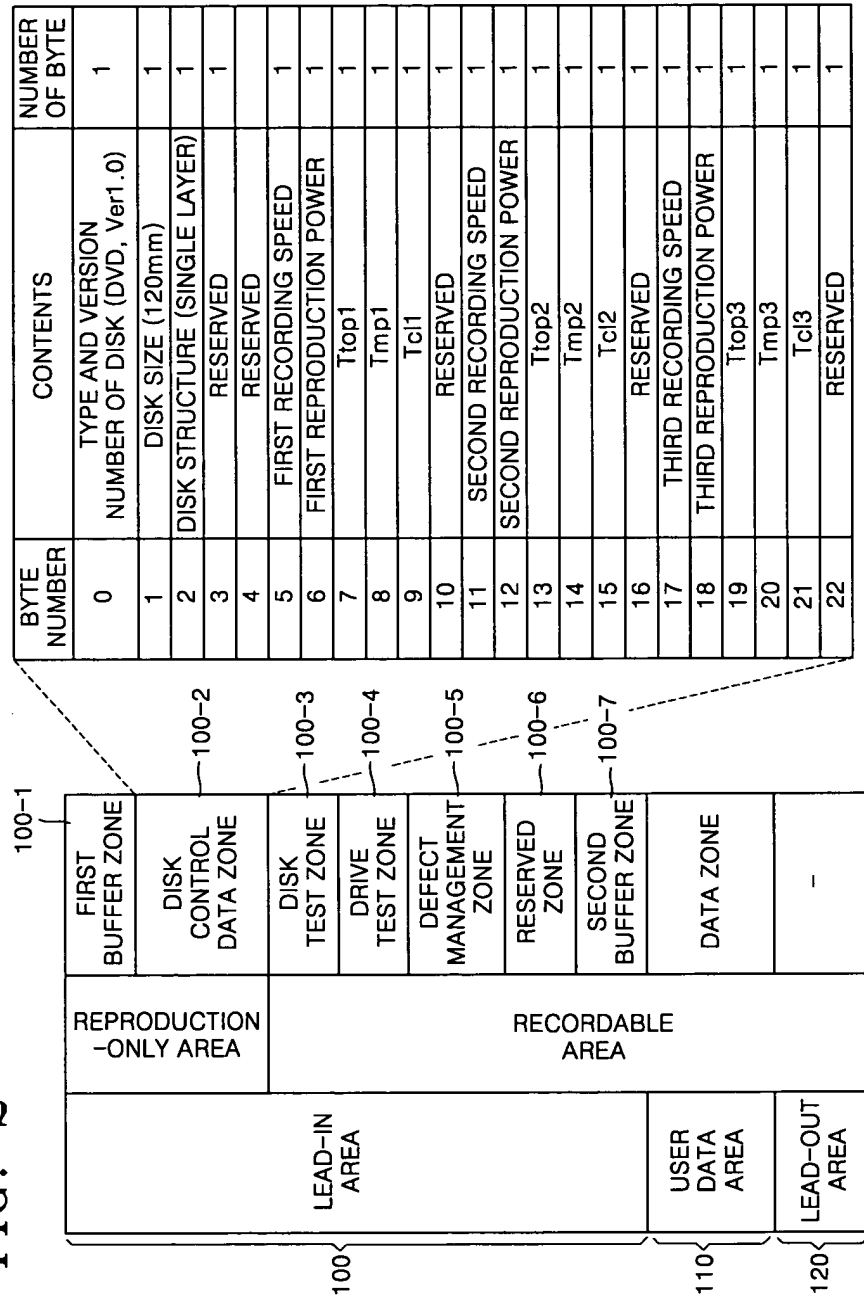 FIG. 2
100-1
FIRST
BUFFER ZONE
DISK
CONTROL
DATA ZONE
100-2
DISK
TEST ZONE
100-3
DRIVE
TEST ZONE
100-4
DEFECT
MANAGEMENT
ZONE
100-5
RESERVED
ZONE
100-6
SECOND
BUFFER ZONE
100-7
DATA ZONE
-
REPRODUCTION
-ONLY AREA
RECORDABLE
AREA
LEAD-IN
AREA
USER
DATA
AREA
LEAD-OUT
AREA
100
110
120
BYTE
NUMBER
CONTENTS
NUMBER
OF BYTE
0 TYPE AND VERSION
NUMBER OF DISK (DVD, Ver1.0) 1
1 DISK SIZE (120mm) 1
2 DISK STRUCTURE (SINGLE LAYER) 1
3 RESERVED 1
4 RESERVED
5 FIRST RECORDING SPEED 1
6 FIRST REPRODUCTION POWER 1
7 Ttop1 1
8 Tmp1 1
9 Tcl1 1
10 RESERVED 1
11 SECOND RECORDING SPEED 1
12 SECOND REPRODUCTION POWER 1
13 Ttop2 1
14 Tmp2 1
15 Tcl2 1
16 RESERVED 1
17 THIRD RECORDING SPEED 1
18 THIRD REPRODUCTION POWER 1
19 Ttop3 1
20 Tmp3 1
21 Tcl3 1
22 RESERVED 1